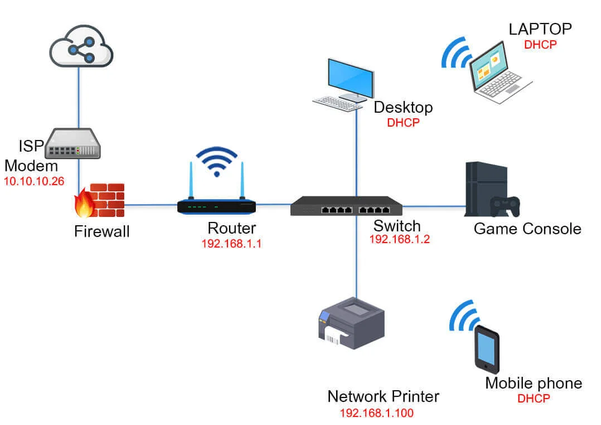 LAPTOP
DHCP
Desktop
DHCP
ISP
Modem
10.10.10.26
Firewall
Router
192.168.1.1
Switch
192.168.1.2
Game Console
Network Printer
192.168.1.100
Mobile phone
DHCP